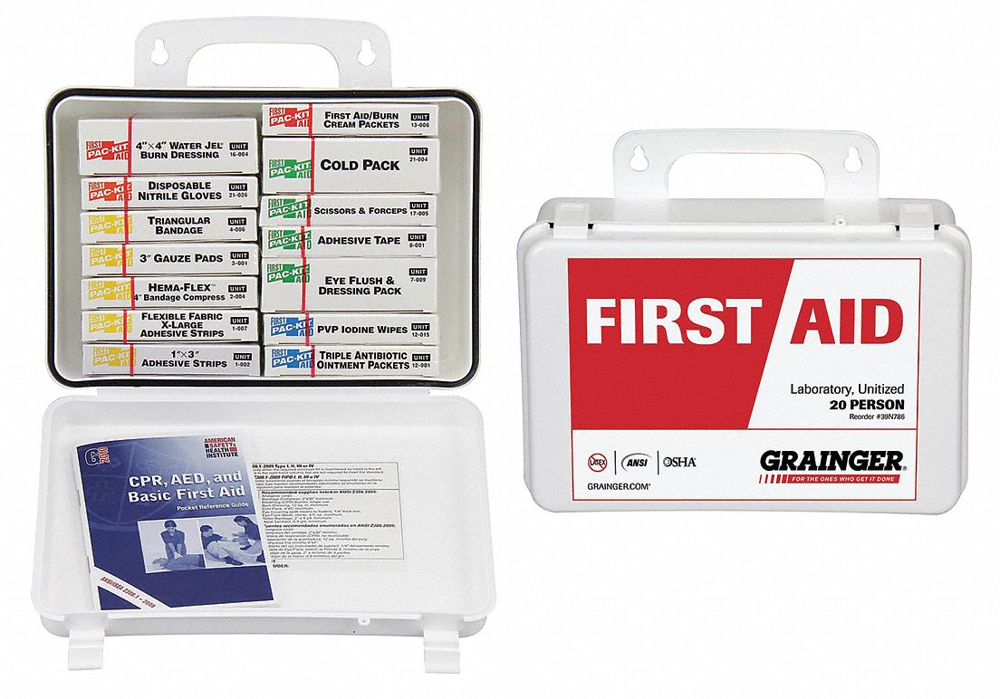 FIRST
PAC-KIT
AID
4"×4" WATER JEL®
BURN DRESSING
UNIT
16-004
FIRST
PAC-KIT
AID
DISPOSABLE
NITRILE GLOVES
UNIT
21-026
FIRST
PAC-KIT
AID
TRIANGULAR
BANDAGE
UNIT
4-006
FIRST
PAC-KIT
AID
3" GAUZE PADS
UNIT
3-001
FIRST
PAC-KIT
AID
HEMA-FLEX™
4" Bandage Compress
UNIT
2-004
FIRST
PAC-KIT
AID
FLEXIBLE FABRIC
X-LARGE
ADHESIVE STRIPS
UNIT
1-007
FIRST
PAC-KIT
AID
1"×3"
ADHESIVE STRIPS
UNIT
1-002
FIRST
PAC-KIT
AID
FIRST AID/BURN
CREAM PACKETS
UNIT
13-006
FIRST
PAC-KIT
AID
COLD PACK
UNIT
21-004
FIRST
PAC-KIT
AID
SCISSORS & FORCEPS
UNIT
17-005
FIRST
PAC-KIT
AID
ADHESIVE TAPE
UNIT
8-001
FIRST
PAC-KIT
AID
EYE FLUSH &
DRESSING PACK
UNIT
7-009
FIRST
PAC-KIT
AID
PVP IODINE WIPES
UNIT
12-015
FIRST
PAC-KIT
AID
TRIPLE ANTIBIOTIC
OINTMENT PACKETS
UNIT
12-001
G2010
AMERICAN
SAFETY &
HEALTH
INSTITUTE
CPR, AED, and
Basic First Aid
Pocket Reference Guide
ANSI/ISEA Z308.1 – 2009
Recommended supplies listed in ANSI Z308.2009:
FIRST AID
Laboratory, Unitized
20 PERSON
Reorder #39N786
LATEX
ANSI
OSHA
GRAINGER®
FOR THE ONES WHO GET IT DONE
GRAINGER.COM®